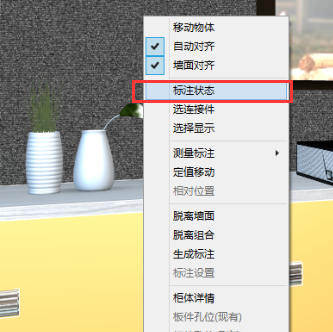 移动物体
自动对齐
墙面对齐
标注状态
选连接件
选择显示
测量标注
定值移动
相对位置
脱离墙面
脱离组合
生成标注
标注设置
柜体详情
板件孔位(现有)